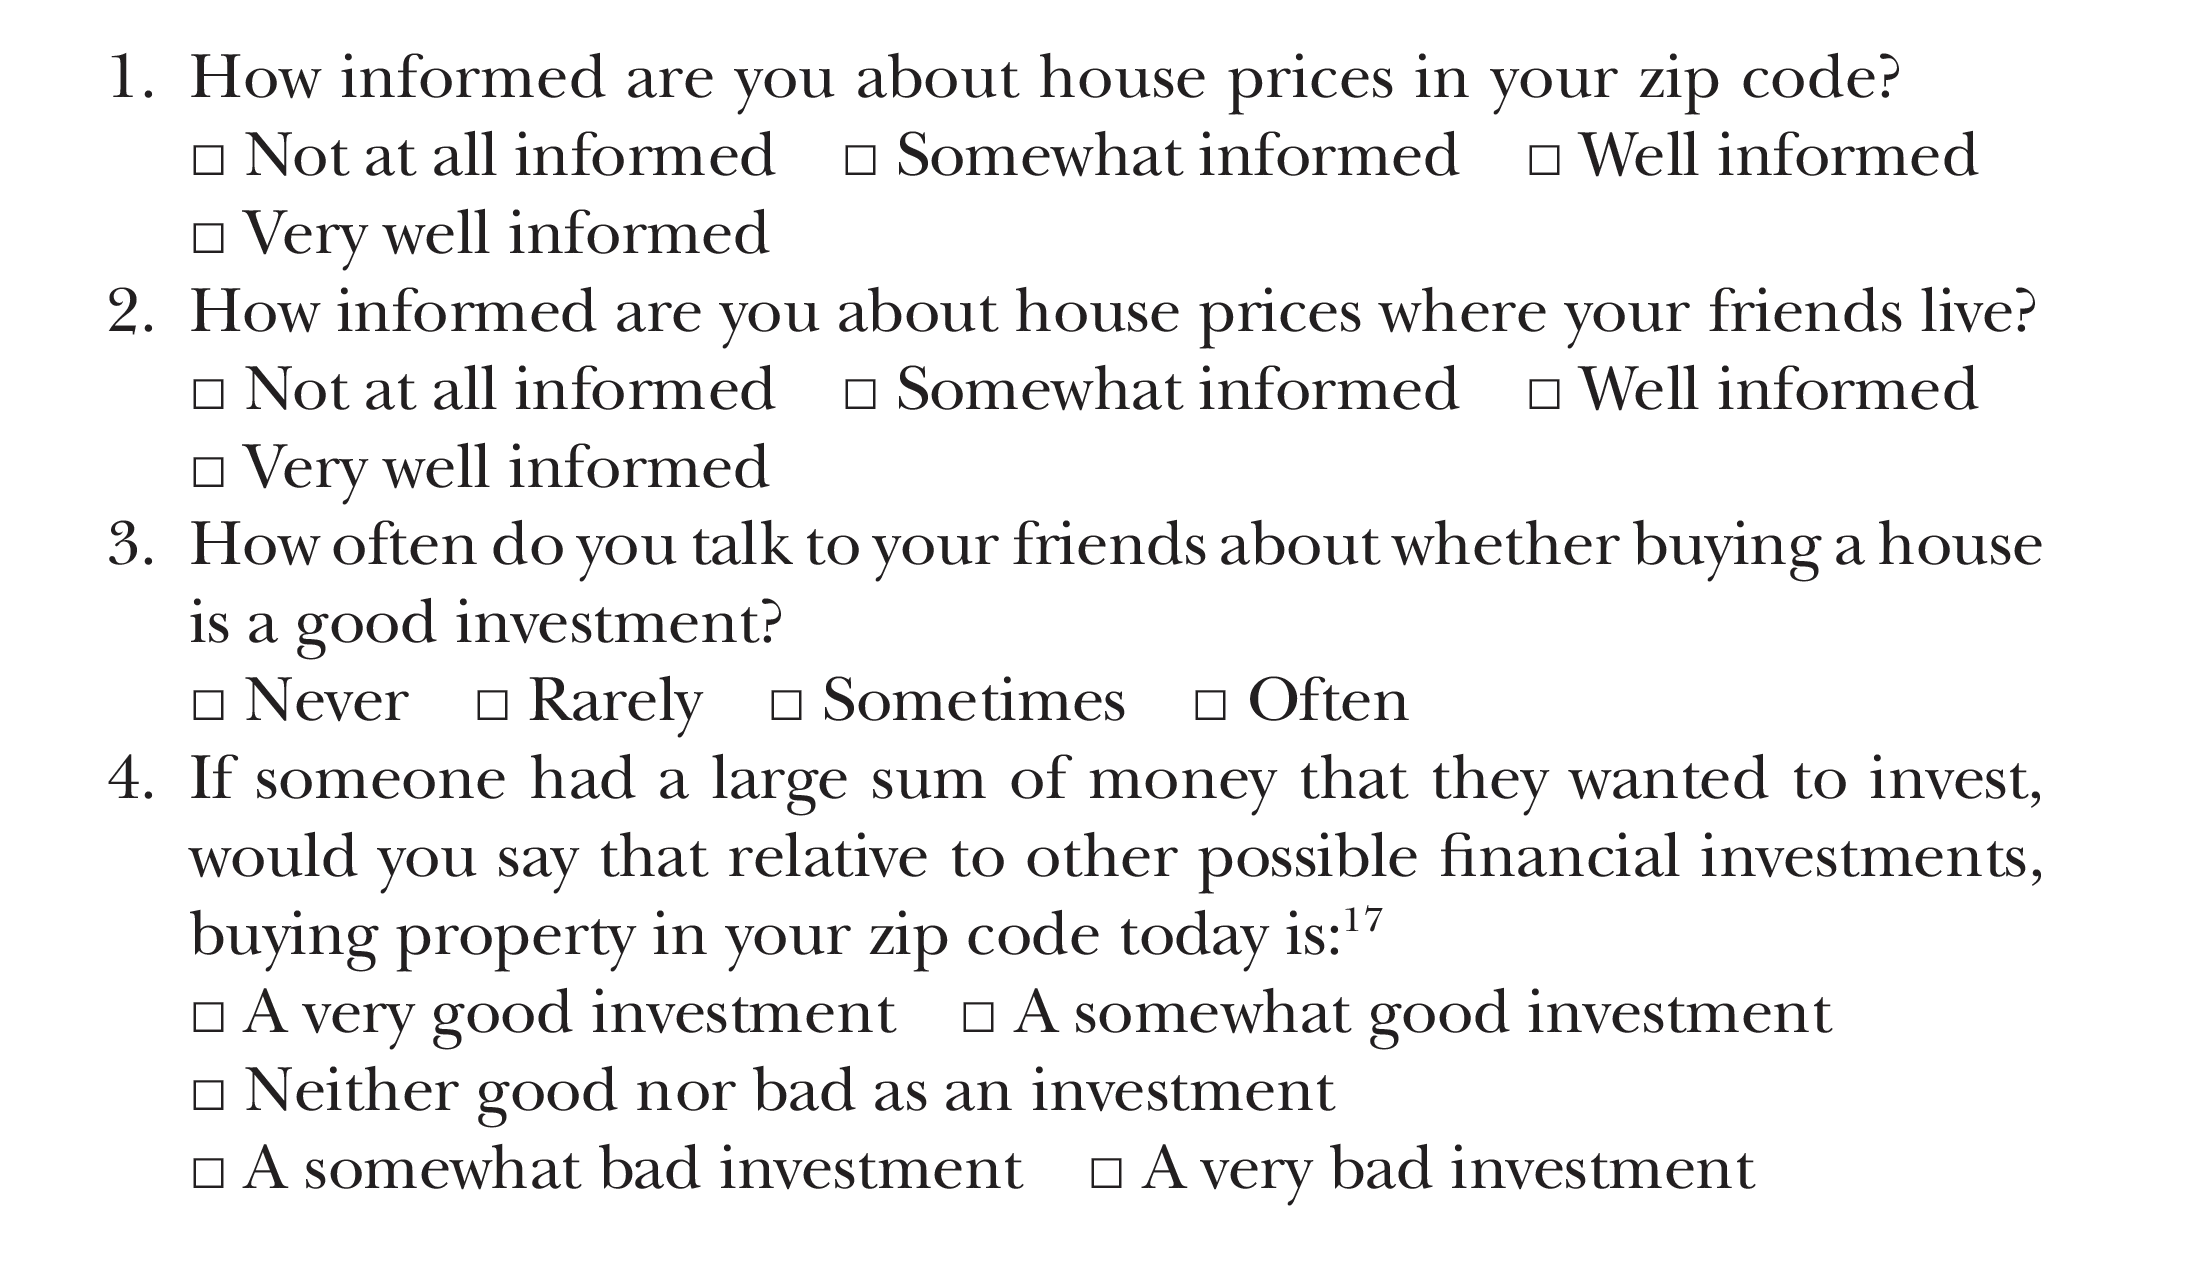 1. How informed are you about house prices in your zip code?
□ Not at all informed □ Somewhat informed □ Well informed
□ Very well informed
2. How informed are you about house prices where your friends live?
□ Not at all informed □ Somewhat informed □ Well informed
□ Very well informed
3. How often do you talk to your friends about whether buying a house
is a good investment?
□ Never □ Rarely □ Sometimes □ Often
4. If someone had a large sum of money that they wanted to invest,
would you say that relative to other possible financial investments,
buying property in your zip code today is:¹⁷
□ A very good investment □ A somewhat good investment
□ Neither good nor bad as an investment
□ A somewhat bad investment □ A very bad investment